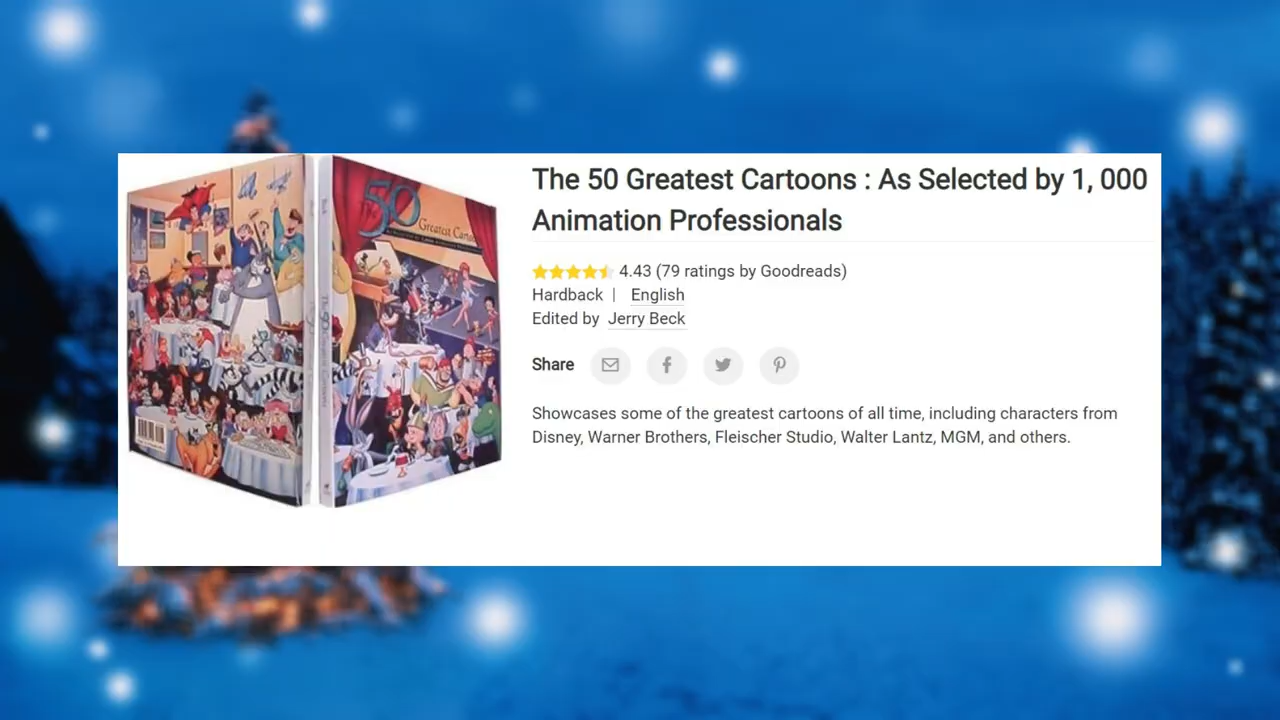 50
Greatest
The 50 Greatest Cartoons : As Selected by 1, 000
Animation Professionals
4.43 (79 ratings by Goodreads)
Hardback | English
Edited by Jerry Beck
Share
Showcases some of the greatest cartoons of all time, including characters from
Disney, Warner Brothers, Fleischer Studio, Walter Lantz, MGM, and others.